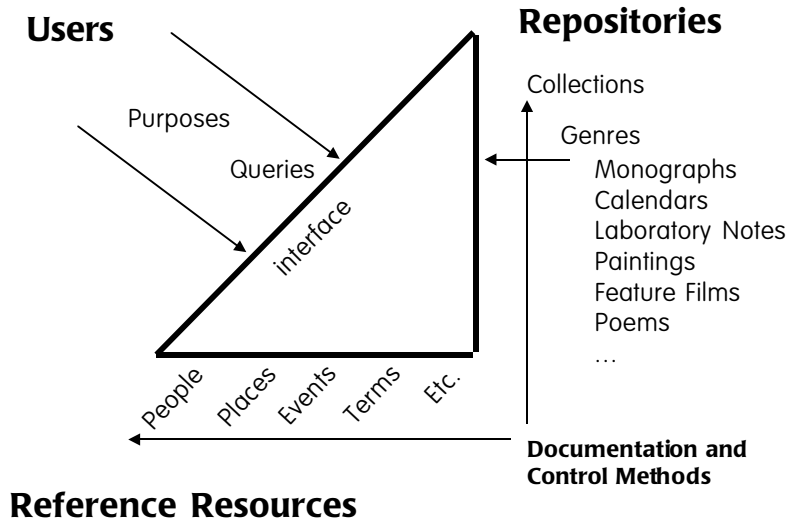 Users
Repositories
Collections
Purposes
Genres
Queries
Monographs
Calendars
Laboratory Notes
Paintings
Feature Films
Poems
…
interface
People
Places
Events
Terms
Etc.
Documentation and
Control Methods
Reference Resources